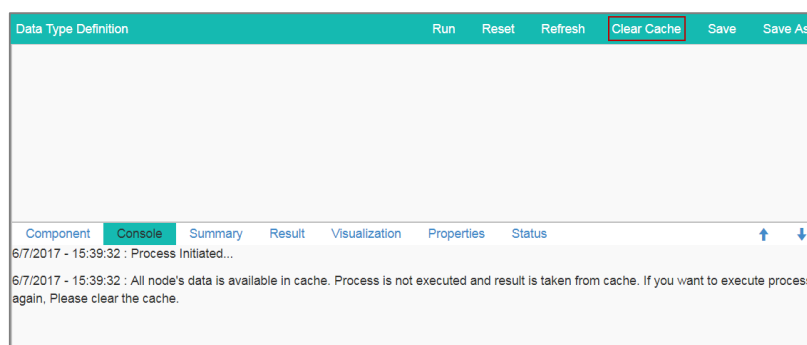 Data Type Definition Run Reset Refresh Clear Cache Save Save As
Component Console Summary Result Visualization Properties Status
6/7/2017 - 15:39:32 : Process Initiated...
6/7/2017 - 15:39:32 : All node's data is available in cache. Process is not executed and result is taken from cache. If you want to execute process
again, Please clear the cache.